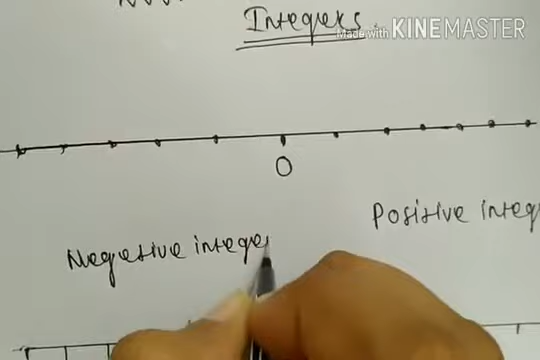 Integers
Made with KINEMASTER
0
Positive integ
Negative intege